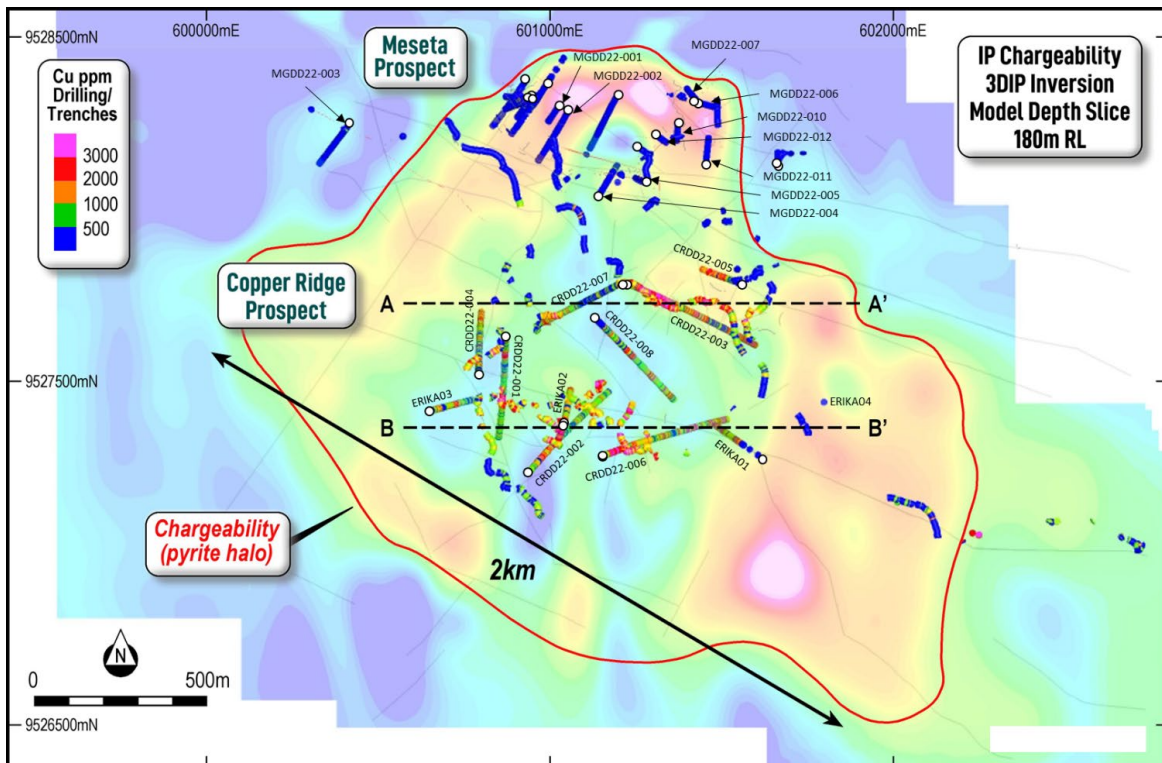 600000mE
601000mE
602000mE
9528500mN
9527500mN
9526500mN
Cu ppm
Drilling/
Trenches
3000
2000
1000
500
Meseta
Prospect
IP Chargeability
3DIP Inversion
Model Depth Slice
180m RL
MGDD22-003
MGDD22-001
MGDD22-002
MGDD22-007
MGDD22-006
MGDD22-010
MGDD22-012
MGDD22-011
MGDD22-005
MGDD22-004
Copper Ridge
Prospect
CRDD22-005
CRDD22-007
CRDD22-004
A
A'
CRDD22-003
CRDD22-008
CRDD22-001
ERIKA03
ERIKA02
ERIKA04
B
B'
CRDD22-002
CRDD22-006
ERIKA01
Chargeability
(pyrite halo)
2km
N
0
500m